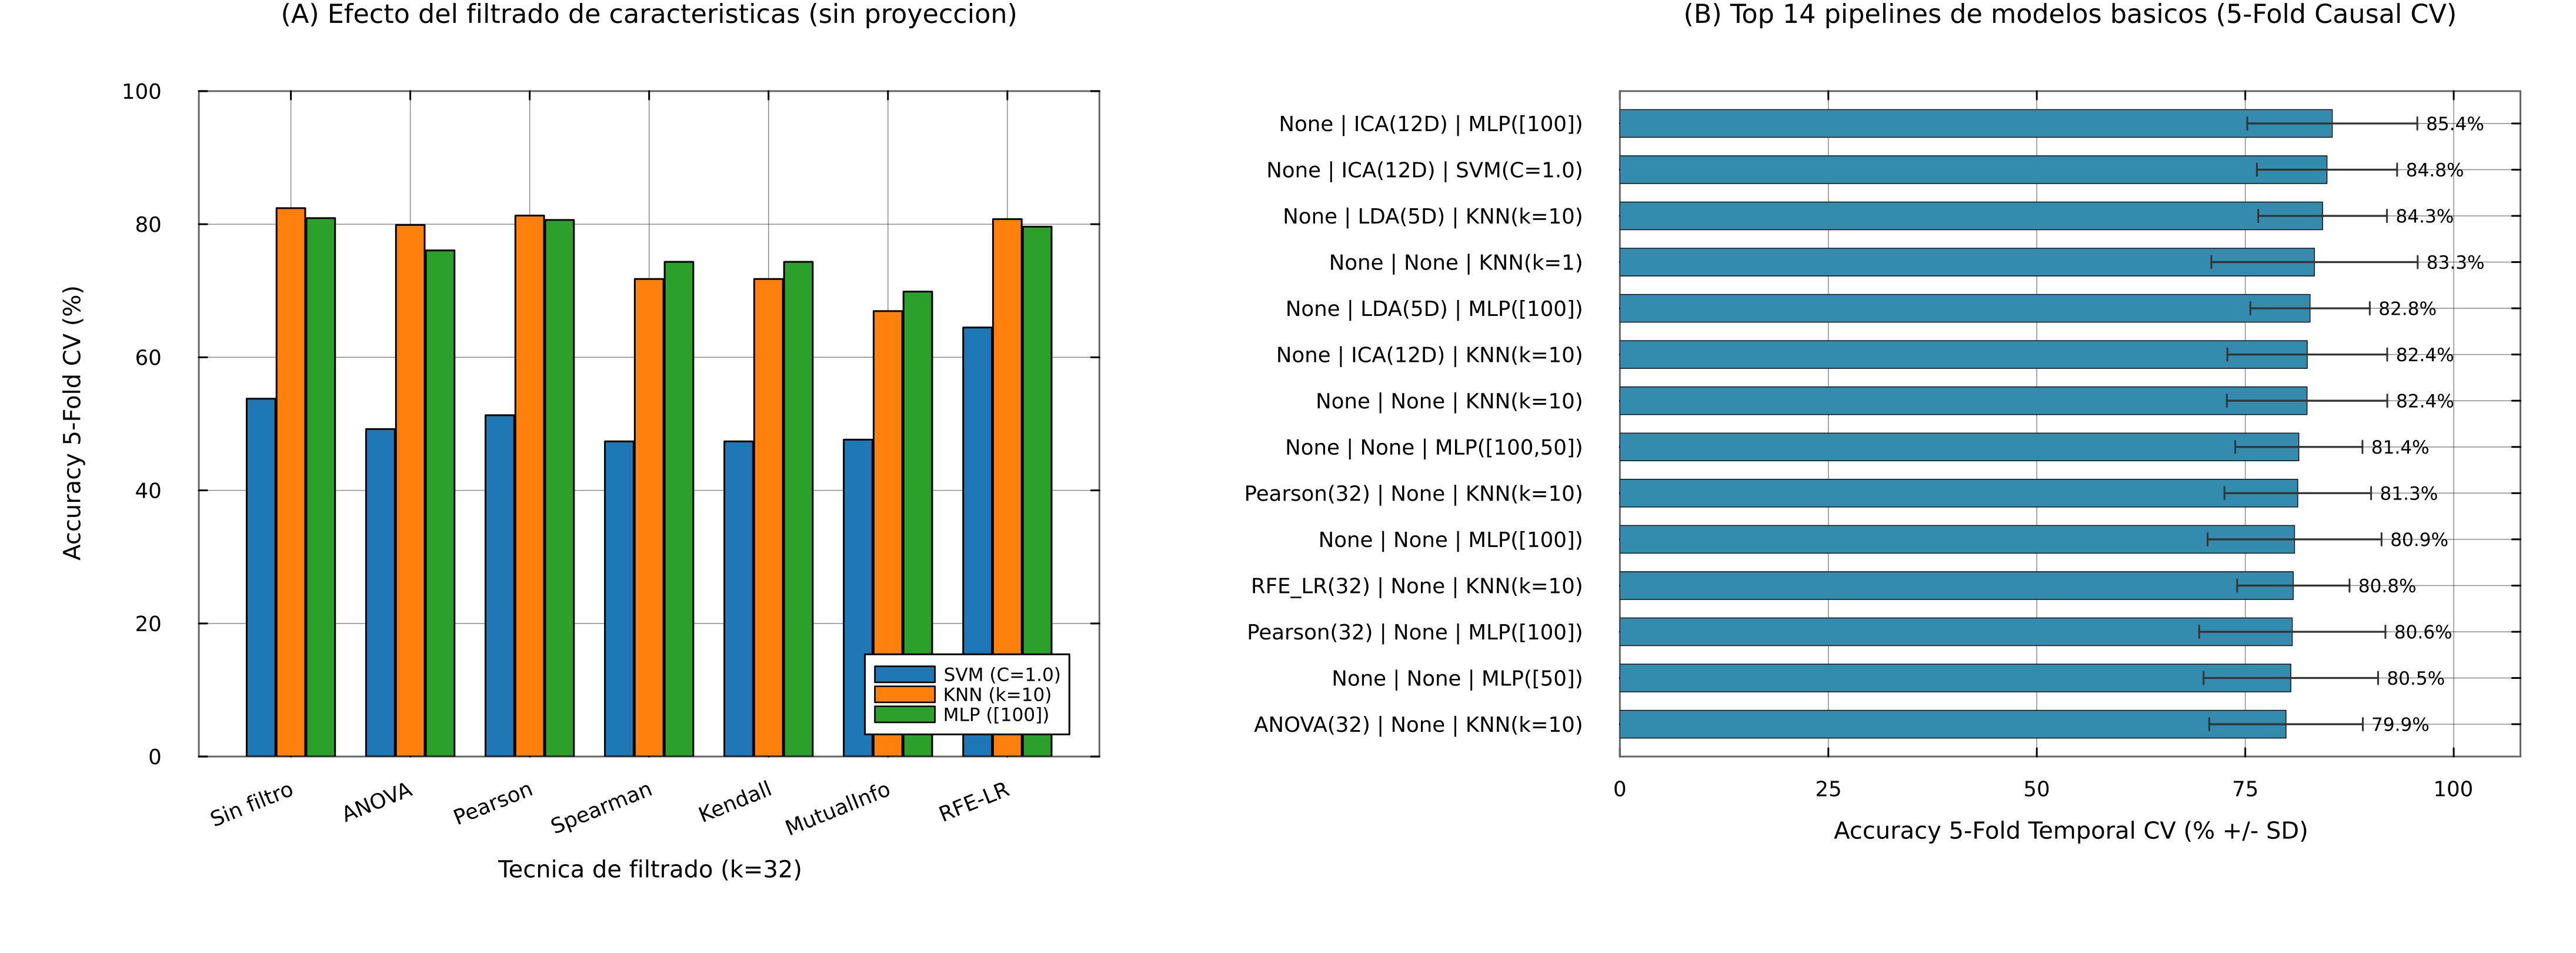 (A) Efecto del filtrado de caracteristicas (sin proyeccion)
Accuracy 5-Fold CV (%)
100
80
60
40
20
0
SVM (C=1.0)
KNN (k=10)
MLP ([100])
Sin filtro
ANOVA
Pearson
Spearman
Kendall
MutualInfo
RFE-LR
Tecnica de filtrado (k=32)
(B) Top 14 pipelines de modelos basicos (5-Fold Causal CV)
None | ICA(12D) | MLP([100]) 85.4%
None | ICA(12D) | SVM(C=1.0) 84.8%
None | LDA(5D) | KNN(k=10) 84.3%
None | None | KNN(k=1) 83.3%
None | LDA(5D) | MLP([100]) 82.8%
None | ICA(12D) | KNN(k=10) 82.4%
None | None | KNN(k=10) 82.4%
None | None | MLP([100,50]) 81.4%
Pearson(32) | None | KNN(k=10) 81.3%
None | None | MLP([100]) 80.9%
RFE_LR(32) | None | KNN(k=10) 80.8%
Pearson(32) | None | MLP([100]) 80.6%
None | None | MLP([50]) 80.5%
ANOVA(32) | None | KNN(k=10) 79.9%
0 25 50 75 100
Accuracy 5-Fold Temporal CV (% +/- SD)